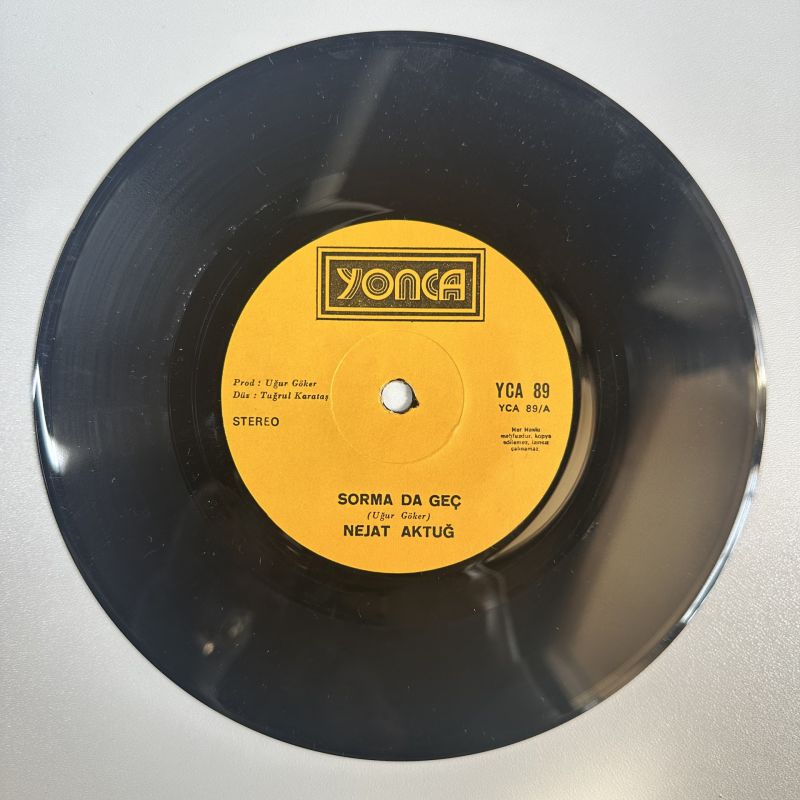 YONCA
Prod : Uğur Göker
Düz : Tuğrul Karataş
STEREO
YCA 89
YCA 89/A
Her Hakkı
mahfuzdur, kopya
edilemez, izinsiz
çalınamaz.
SORMA DA GEÇ
(Uğur Göker)
NEJAT AKTUĞ